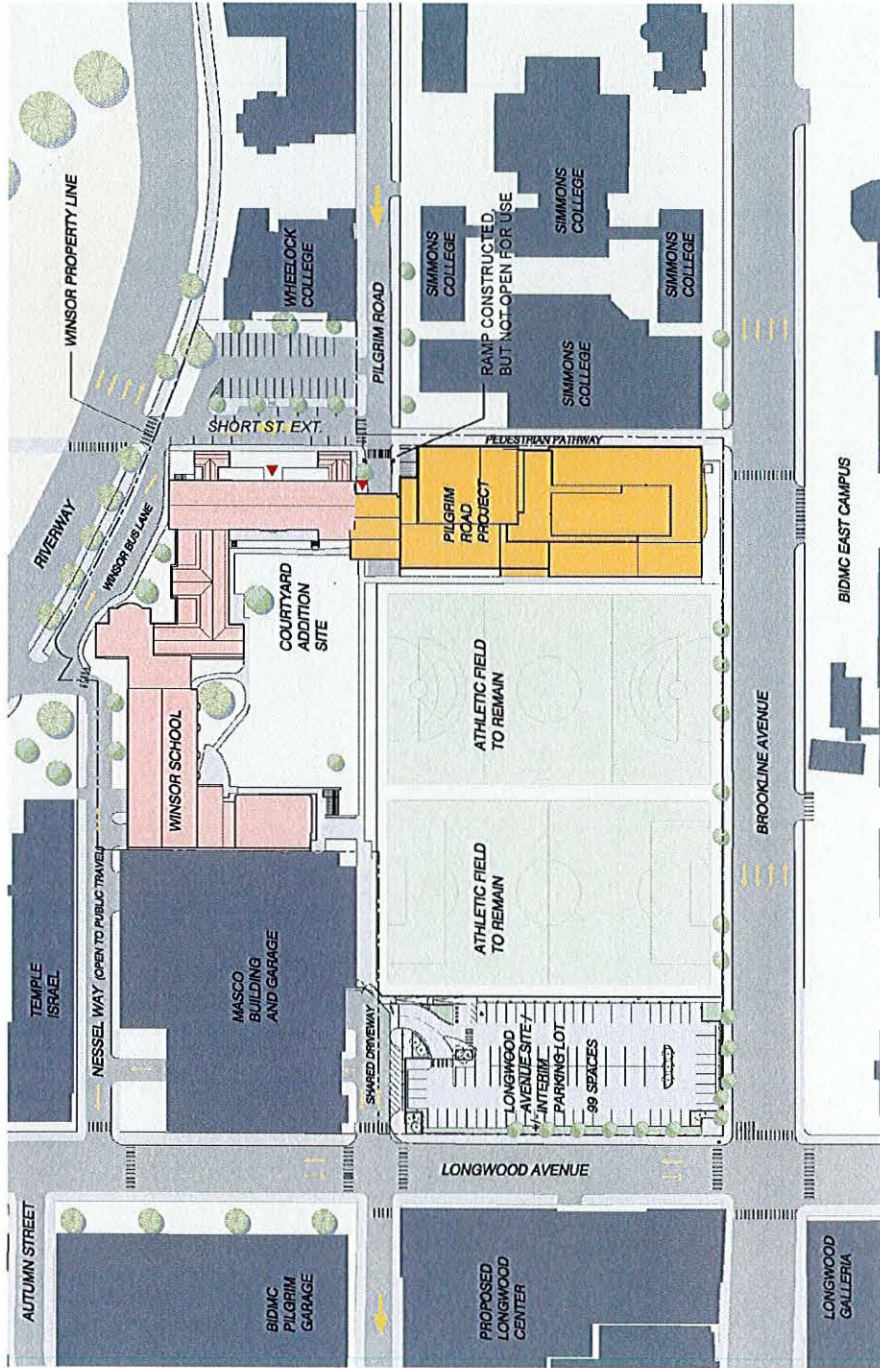 WINSOR PROPERTY LINE
RIVERWAY
WINSOR BUS LANE
SHORT ST. EXT.
WHEELOCK
COLLEGE
PILGRIM ROAD
SIMMONS
COLLEGE
SIMMONS
COLLEGE
SIMMONS
COLLEGE
SIMMONS
COLLEGE
RAMP CONSTRUCTED,
BUT NOT OPEN FOR USE
PEDESTRIAN PATHWAY
PILGRIM
ROAD
PROJECT
COURTYARD
ADDITION
SITE
WINSOR SCHOOL
TEMPLE
ISRAEL
NESSEL WAY (OPEN TO PUBLIC TRAVEL)
MASCO
BUILDING
AND GARAGE
SHARED DRIVEWAY
ATHLETIC FIELD
TO REMAIN
ATHLETIC FIELD
TO REMAIN
LONGWOOD
AVENUE SITE /
INTERIM
PARKING LOT
+/- 99 SPACES
BROOKLINE AVENUE
BIDMC EAST CAMPUS
LONGWOOD AVENUE
AUTUMN STREET
BIDMC
PILGRIM
GARAGE
PROPOSED
LONGWOOD
CENTER
LONGWOOD
GALLERIA